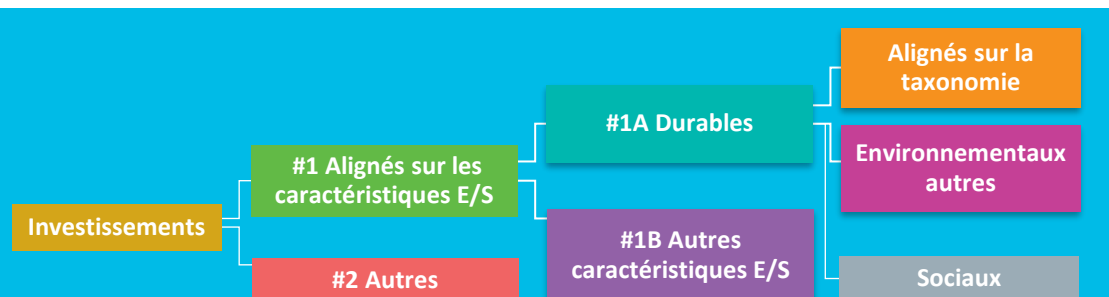 Investissements
#1 Alignés sur les
caractéristiques E/S
#2 Autres
#1A Durables
#1B Autres
caractéristiques E/S
Alignés sur la
taxonomie
Environnementaux
autres
Sociaux